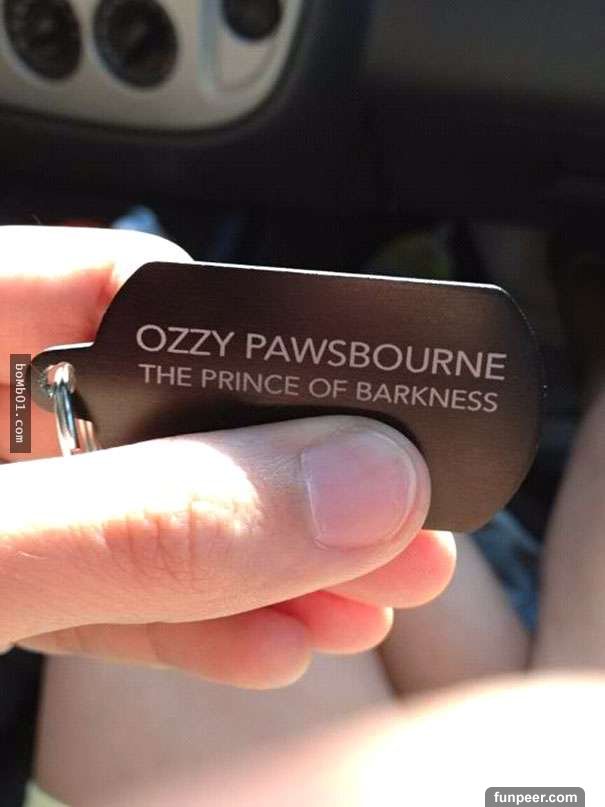 OZZY PAWSBOURNE
THE PRINCE OF BARKNESS
boMb01.com
funpeer.com